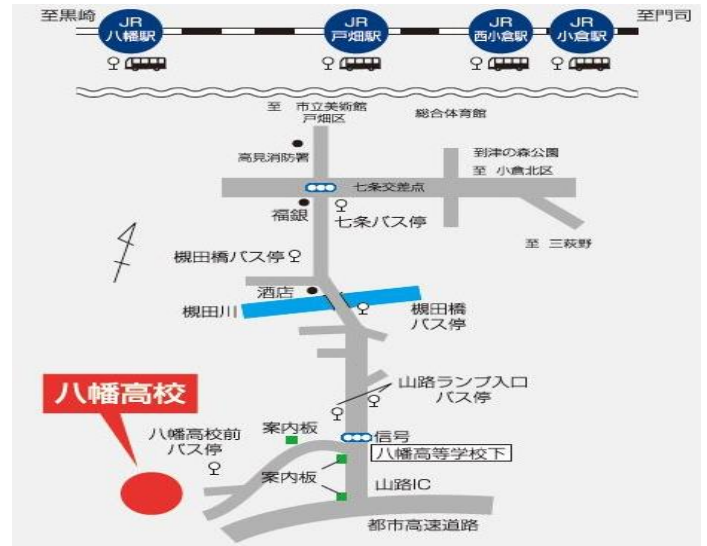 至黒崎
至門司
JR
八幡駅
JR
戸畑駅
JR
西小倉駅
JR
小倉駅
至 市立美術館
戸畑区
総合体育館
高見消防署
到津の森公園
至 小倉北区
七条交差点
福銀
七条バス停
至 三萩野
槻田橋バス停
酒店
槻田川
槻田橋
バス停
山路ランプ入口
バス停
八幡高校
八幡高校前
バス停
案内板
信号
八幡高等学校下
案内板
山路IC
都市高速道路